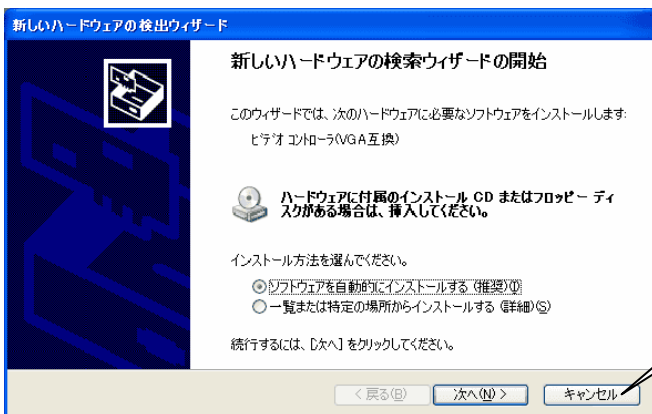 新しいハードウェアの検出ウィザード
新しいハードウェアの検索ウィザードの開始
このウィザードでは、次のハードウェアに必要なソフトウェアをインストールします:
ビデオ コントローラ(VGA互換)
ハードウェアに付属のインストール CD またはフロッピー ディ
スクがある場合は、挿入してください。
インストール方法を選んでください。
ソフトウェアを自動的にインストールする (推奨)(I)
一覧または特定の場所からインストールする (詳細)(S)
続行するには、[次へ] をクリックしてください。
< 戻る(B)
次へ(N) >
キャンセル